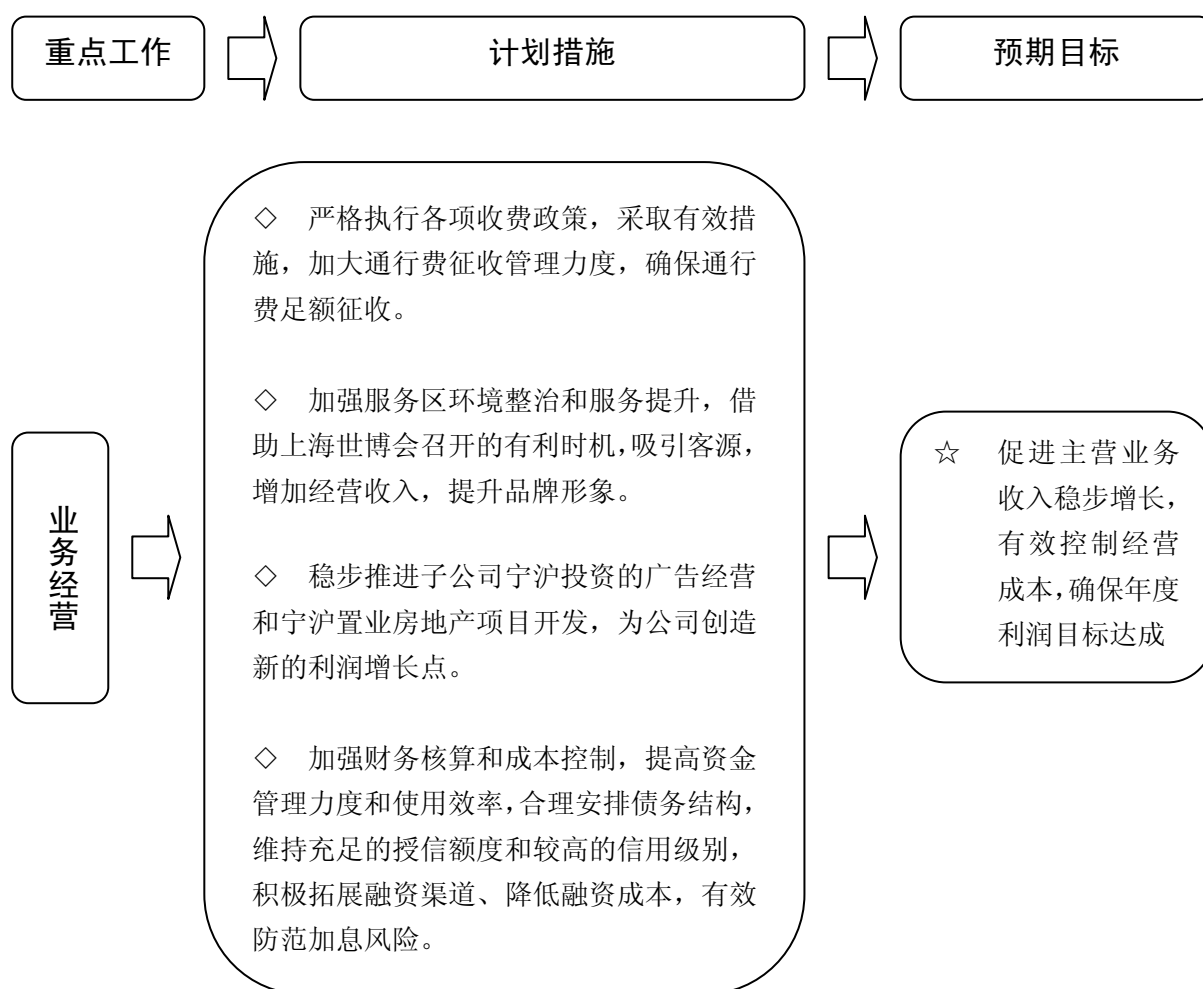 重点工作
计划措施
预期目标
业务经营
◇ 严格执行各项收费政策，采取有效措
施，加大通行费征收管理力度，确保通行
费足额征收。
◇ 加强服务区环境整治和服务提升，借
助上海世博会召开的有利时机，吸引客源，
增加经营收入，提升品牌形象。
◇ 稳步推进子公司宁沪投资的广告经营
和宁沪置业房地产项目开发，为公司创造
新的利润增长点。
◇ 加强财务核算和成本控制，提高资金
管理力度和使用效率，合理安排债务结构，
维持充足的授信额度和较高的信用级别，
积极拓展融资渠道、降低融资成本，有效
防范加息风险。
☆ 促进主营业务
收入稳步增长，
有效控制经营
成本，确保年度
利润目标达成